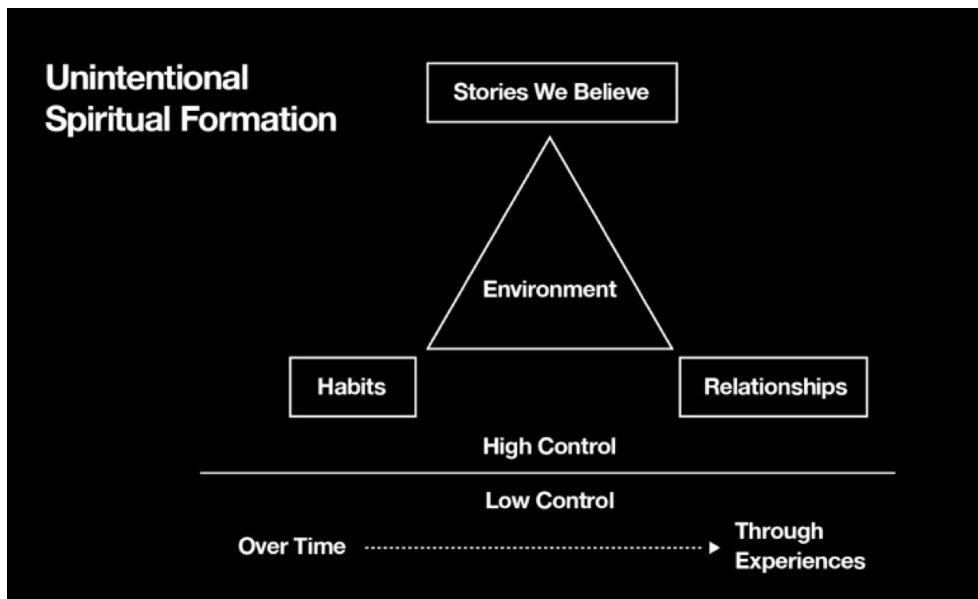 Unintentional
Spiritual Formation
Stories We Believe
Environment
Habits
Relationships
High Control
Low Control
Over Time
Through
Experiences